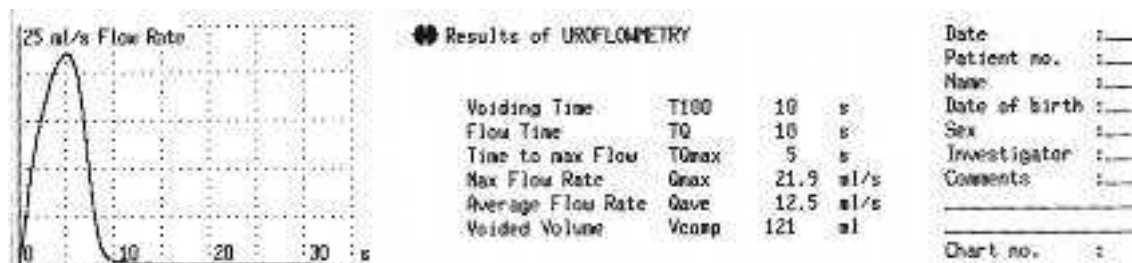 25 ml/s Flow Rate
0 10 20 30 s
Results of UROFLOWMETRY
Voiding Time T100 10 s
Flow Time TQ 10 s
Time to max Flow TQmax 5 s
Max Flow Rate Qmax 21.9 ml/s
Average Flow Rate Qave 12.5 ml/s
Voided Volume Vcomp 121 ml
Date :
Patient no. :
Name :
Date of birth :
Sex :
Investigator :
Comments :
Chart no. :